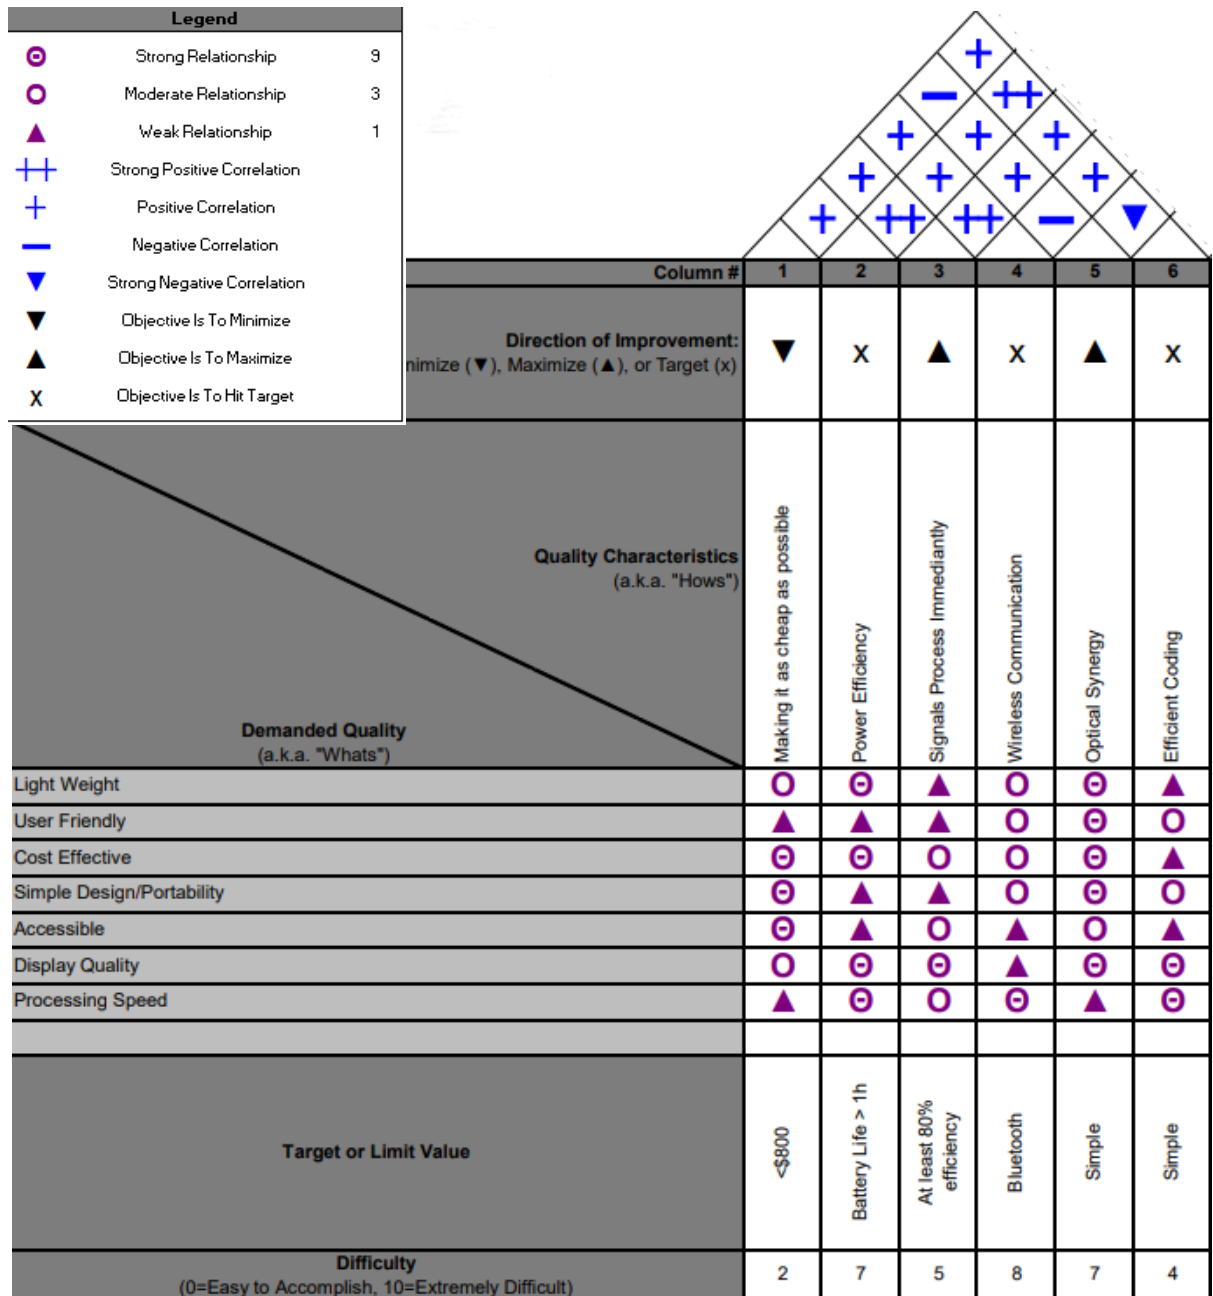 Legend
Strong Relationship 9
Moderate Relationship 3
Weak Relationship 1
Strong Positive Correlation
Positive Correlation
Negative Correlation
Strong Negative Correlation
Objective Is To Minimize
Objective Is To Maximize
X Objective Is To Hit Target
Column # 1 2 3 4 5 6
Direction of Improvement:
nimize (▼), Maximize (▲), or Target (x)
▼ x ▲ x ▲ x
Quality Characteristics
(a.k.a. "Hows")
Demanded Quality
(a.k.a. "Whats")
Making it as cheap as possible
Power Efficiency
Signals Process Immediantly
Wireless Communication
Optical Synergy
Efficient Coding
Light Weight
User Friendly
Cost Effective
Simple Design/Portability
Accessible
Display Quality
Processing Speed
Target or Limit Value
<$800
Battery Life > 1h
At least 80%
efficiency
Bluetooth
Simple
Simple
Difficulty
(0=Easy to Accomplish, 10=Extremely Difficult)
2 7 5 8 7 4